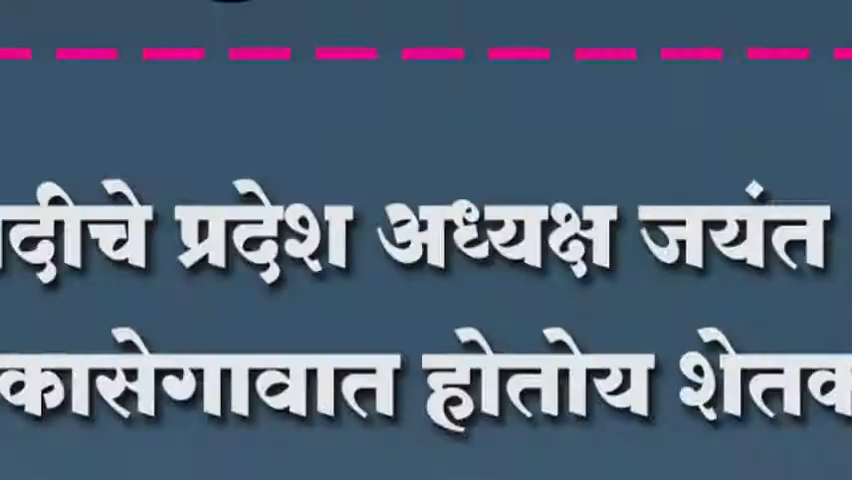 दीचे प्रदेश अध्यक्ष जयंत
कासेगावात होतोय शेतक